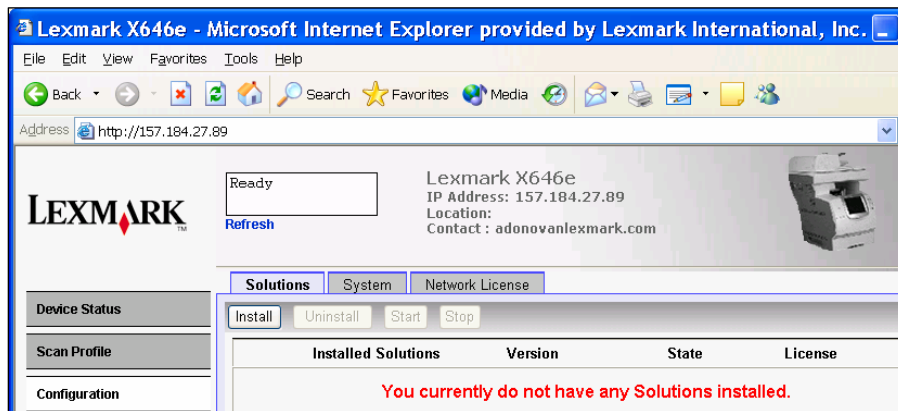 Lexmark X646e - Microsoft Internet Explorer provided by Lexmark International, Inc.
File Edit View Favorites Tools Help
Back Search Favorites Media
Address http://157.184.27.89
LEXMARK TM
Ready
Refresh
Lexmark X646e
IP Address: 157.184.27.89
Location:
Contact : adonovanlexmark.com
Solutions System Network License
Device Status
Install Uninstall Start Stop
Scan Profile
Installed Solutions Version State License
Configuration
You currently do not have any Solutions installed.